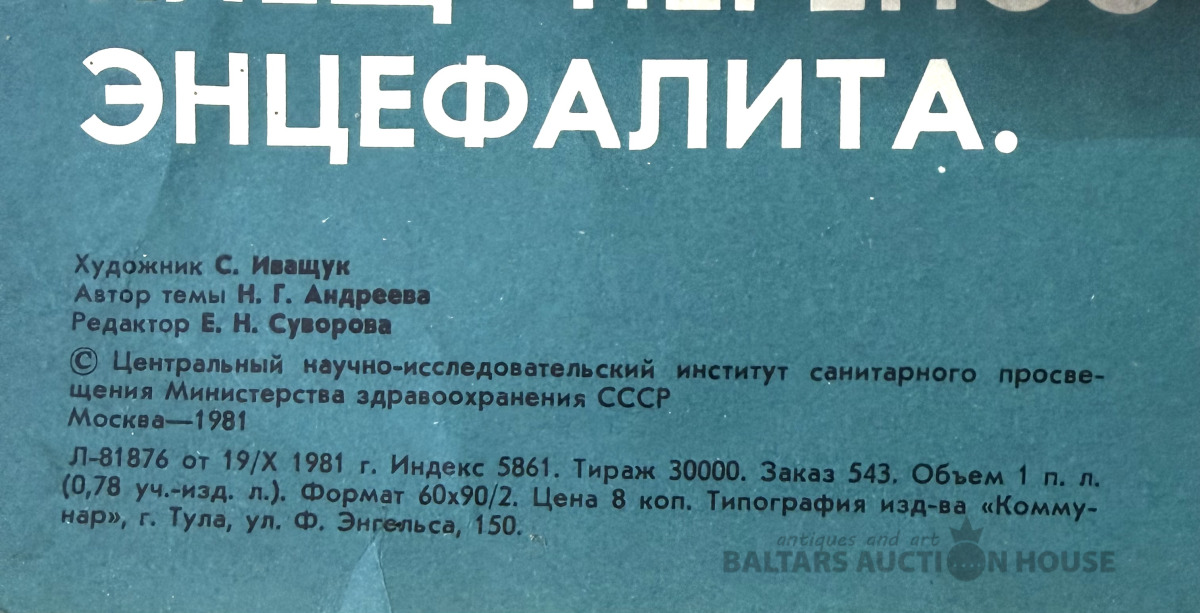 ЭНЦЕФАЛИТА.
Художник С. Иващук
Автор темы Н. Г. Андреева
Редактор Е. Н. Суворова
© Центральный научно-исследовательский институт санитарного просве-
щения Министерства здравоохранения СССР
Москва—1981
Л-81876 от 19/X 1981 г. Индекс 5861. Тираж 30000. Заказ 543. Объем 1 п. л.
(0,78 уч.-изд. л.). Формат 60х90/2. Цена 8 коп. Типография изд-ва «Комму-
нар», г. Тула, ул. Ф. Энгельса, 150.
antiques and art
BALTARS AUCTION HOUSE